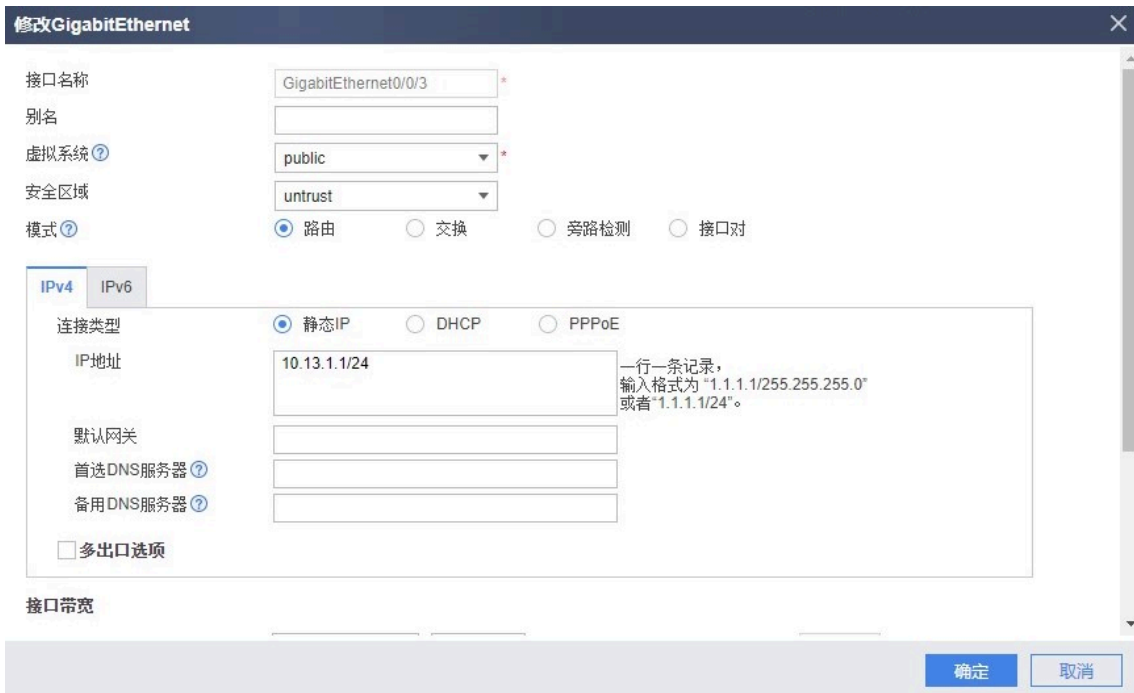 修改GigabitEthernet
接口名称 GigabitEthernet0/0/3 *
别名
虚拟系统 ? public *
安全区域 untrust
模式 ? 路由 交换 旁路检测 接口对
IPv4 IPv6
连接类型 静态IP DHCP PPPoE
IP地址 10.13.1.1/24 一行一条记录，
输入格式为 “1.1.1.1/255.255.255.0”
或者“1.1.1.1/24”。
默认网关
首选DNS服务器 ?
备用DNS服务器 ?
多出口选项
接口带宽
确定 取消